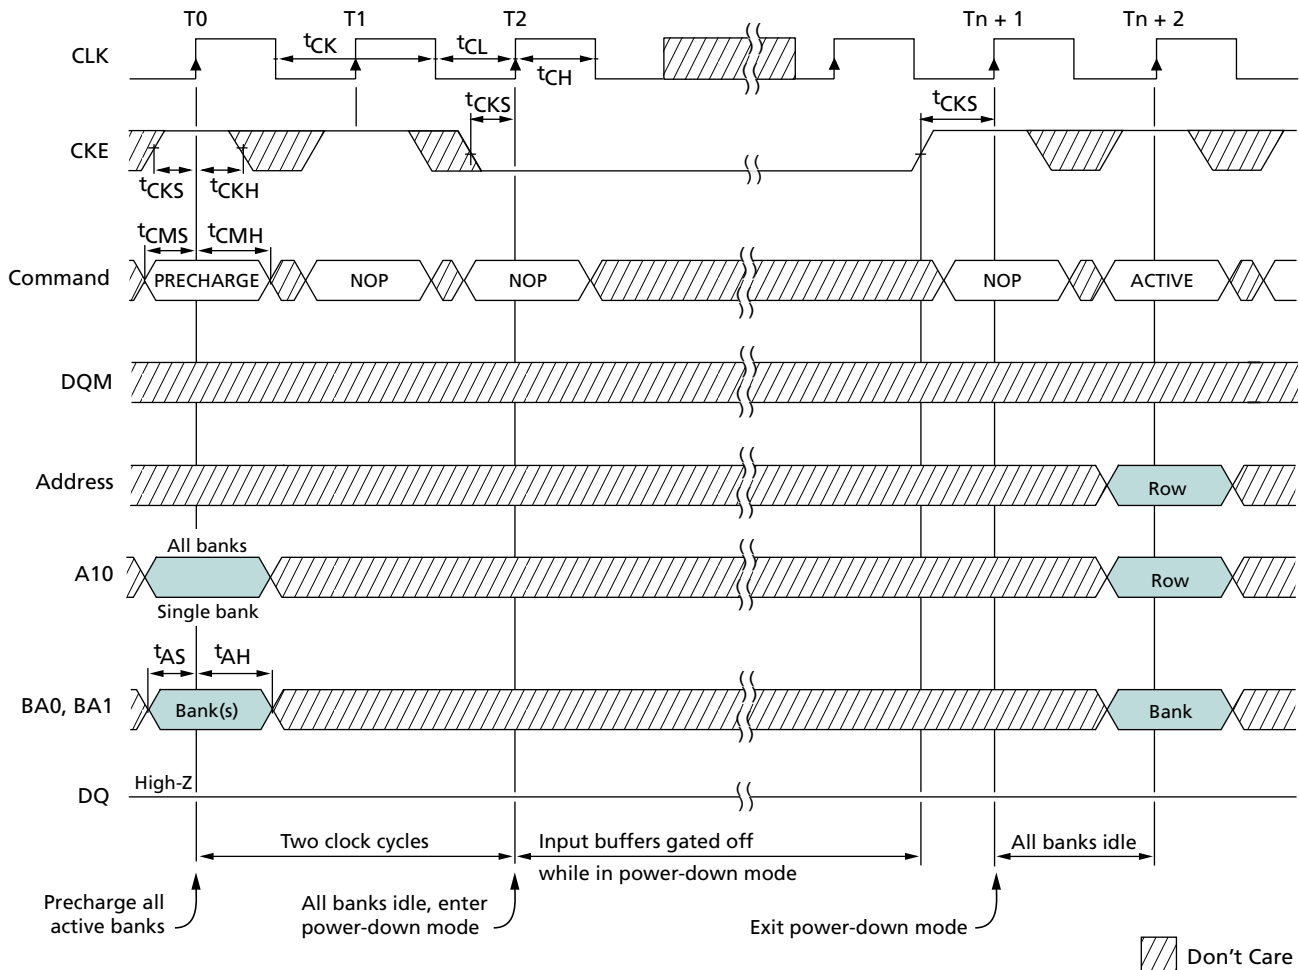 T0 T1 T2 Tn + 1 Tn + 2
CLK
tCK tCL
tCH
tCKS tCKS
CKE
tCKS tCKH
tCMS tCMH
Command PRECHARGE NOP NOP NOP ACTIVE
DQM
Address Row
All banks
A10 Row
Single bank
tAS tAH
BA0, BA1 Bank(s) Bank
High-Z
DQ
Two clock cycles
Input buffers gated off
while in power-down mode
All banks idle
Precharge all
active banks
All banks idle, enter
power-down mode
Exit power-down mode
Don't Care